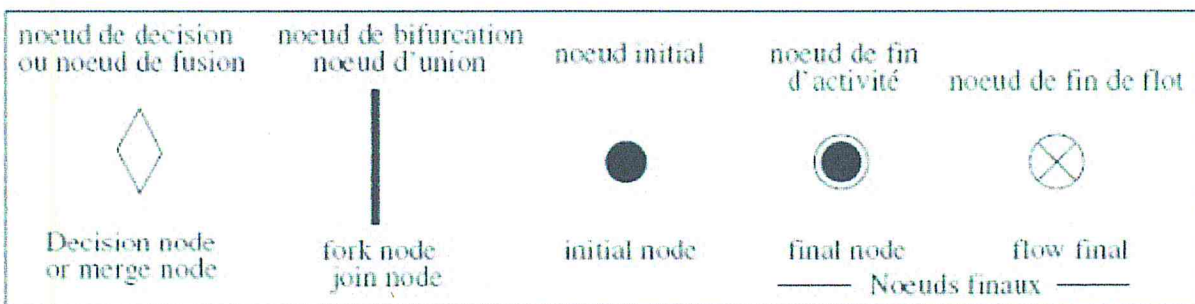 noeud de decision
ou noeud de fusion
noeud de bifurcation
noeud d'union
noeud initial
noeud de fin
d'activité
noeud de fin de flot
Decision node
or merge node
fork node
join node
initial node
final node
flow final
Noeuds finaux